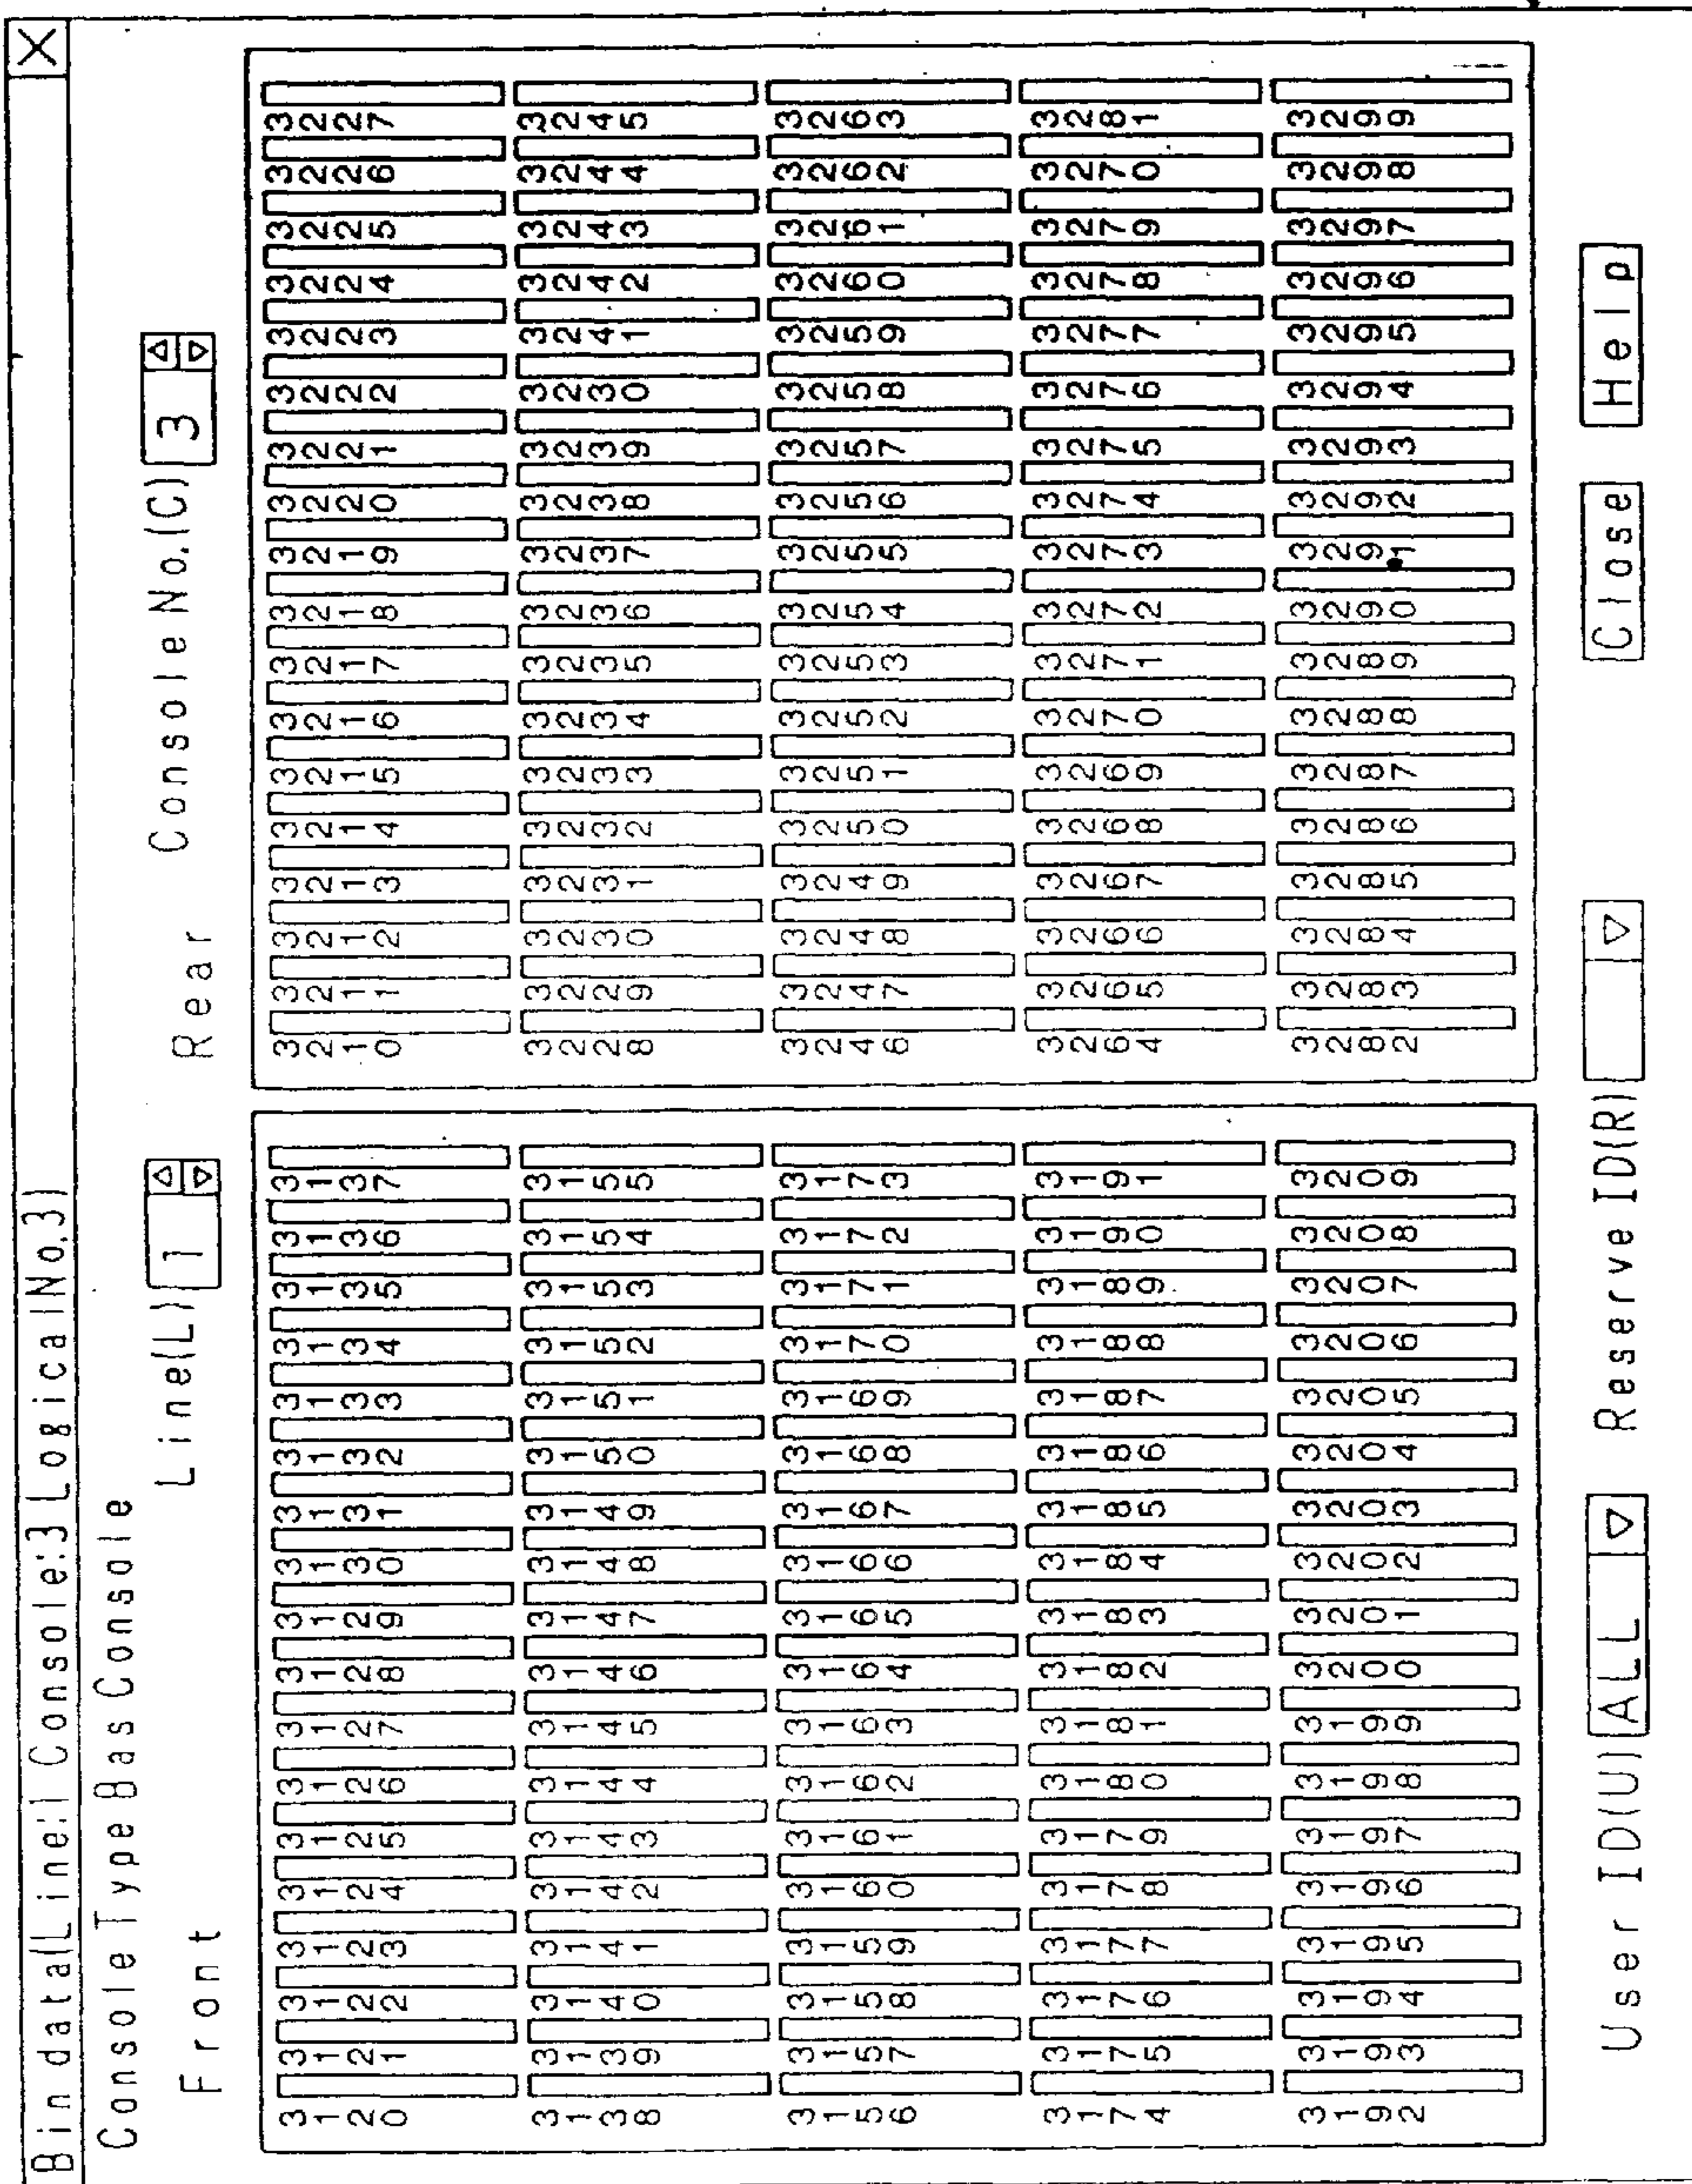 Bin data(Line:1 Console:3 LogicalNo.3)
X
Console Type Bas Console
Front Line(L) 1 Rear Console No.(C) 3
3120 3121 3122 3123 3124 3125 3126 3127 3128 3129 3130 3131 3132 3133 3134 3135 3136 3137
3138 3139 3140 3141 3142 3143 3144 3145 3146 3147 3148 3149 3150 3151 3152 3153 3154 3155
3156 3157 3158 3159 3160 3161 3162 3163 3164 3165 3166 3167 3168 3169 3170 3171 3172 3173
3174 3175 3176 3177 3178 3179 3180 3181 3182 3183 3184 3185 3186 3187 3188 3189 3190 3191
3192 3193 3194 3195 3196 3197 3198 3199 3200 3201 3202 3203 3204 3205 3206 3207 3208 3209
3210 3211 3212 3213 3214 3215 3216 3217 3218 3219 3220 3221 3222 3223 3224 3225 3226 3227
3228 3229 3230 3231 3232 3233 3234 3235 3236 3237 3238 3239 3230 3241 3242 3243 3244 3245
3246 3247 3248 3249 3250 3251 3252 3253 3254 3255 3256 3257 3258 3259 3260 3261 3262 3263
3264 3265 3266 3267 3268 3269 3270 3271 3272 3273 3274 3275 3276 3277 3278 3279 3270 3281
3282 3283 3284 3285 3286 3287 3288 3289 3290 3291 3292 3293 3294 3295 3296 3297 3298 3299
User ID(U) ALL Reserve ID(R) Close Help